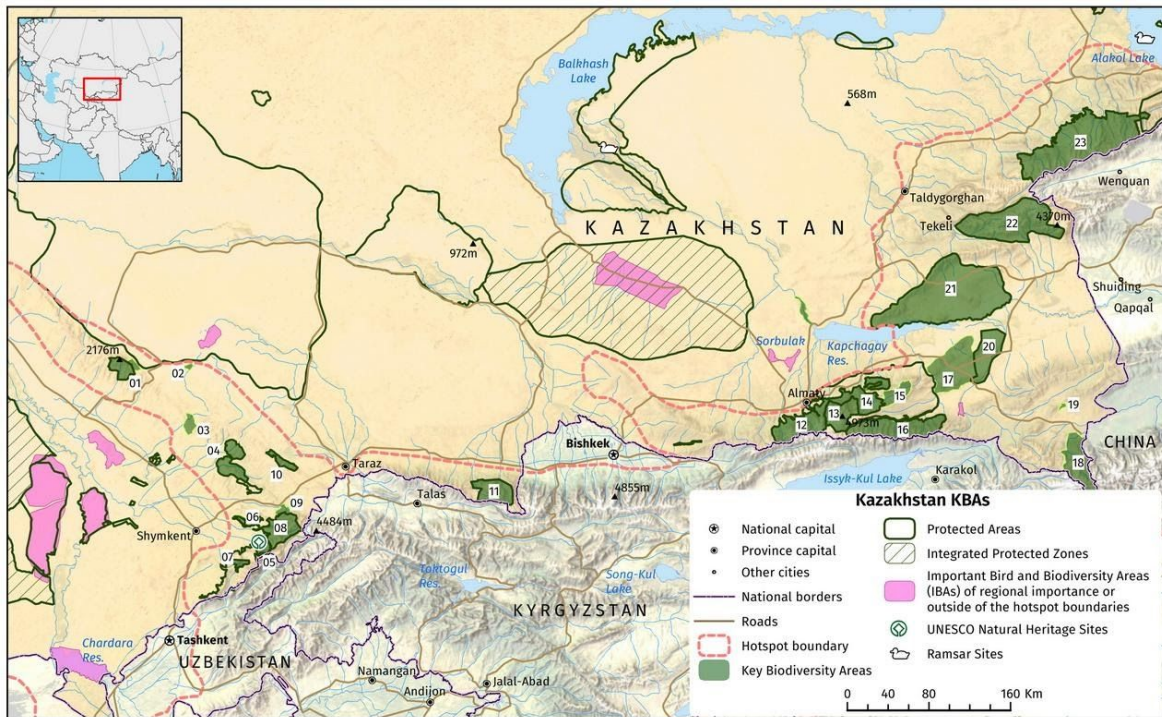 Balkhash
Lake
Alakol Lake
568m
23
Wenquan
Taldygorghan
Tekeli
22
4370m
KAZAKHSTAN
972m
21
Shuiding
Qapqal
Sorbulak
Kapchagay
Res.
20
2176m
01
02
17
Almaty
14
15
13
12
4973m
16
19
03
04
10
Bishkek
CHINA
18
Taraz
Issyk-Kul Lake
Karakol
11
Talas
4855m
09
06
08
4484m
Shymkent
07
05
Toktogul
Res.
Song-Kul
Lake
KYRGYZSTAN
Chardara
Res.
Tashkent
UZBEKISTAN
Namangan
Jalal-Abad
Andijon
Kazakhstan KBAs
National capital
Province capital
Other cities
National borders
Roads
Hotspot boundary
Key Biodiversity Areas
Protected Areas
Integrated Protected Zones
Important Bird and Biodiversity Areas
(IBAs) of regional importance or
outside of the hotspot boundaries
UNESCO Natural Heritage Sites
Ramsar Sites
0 40 80 160 Km